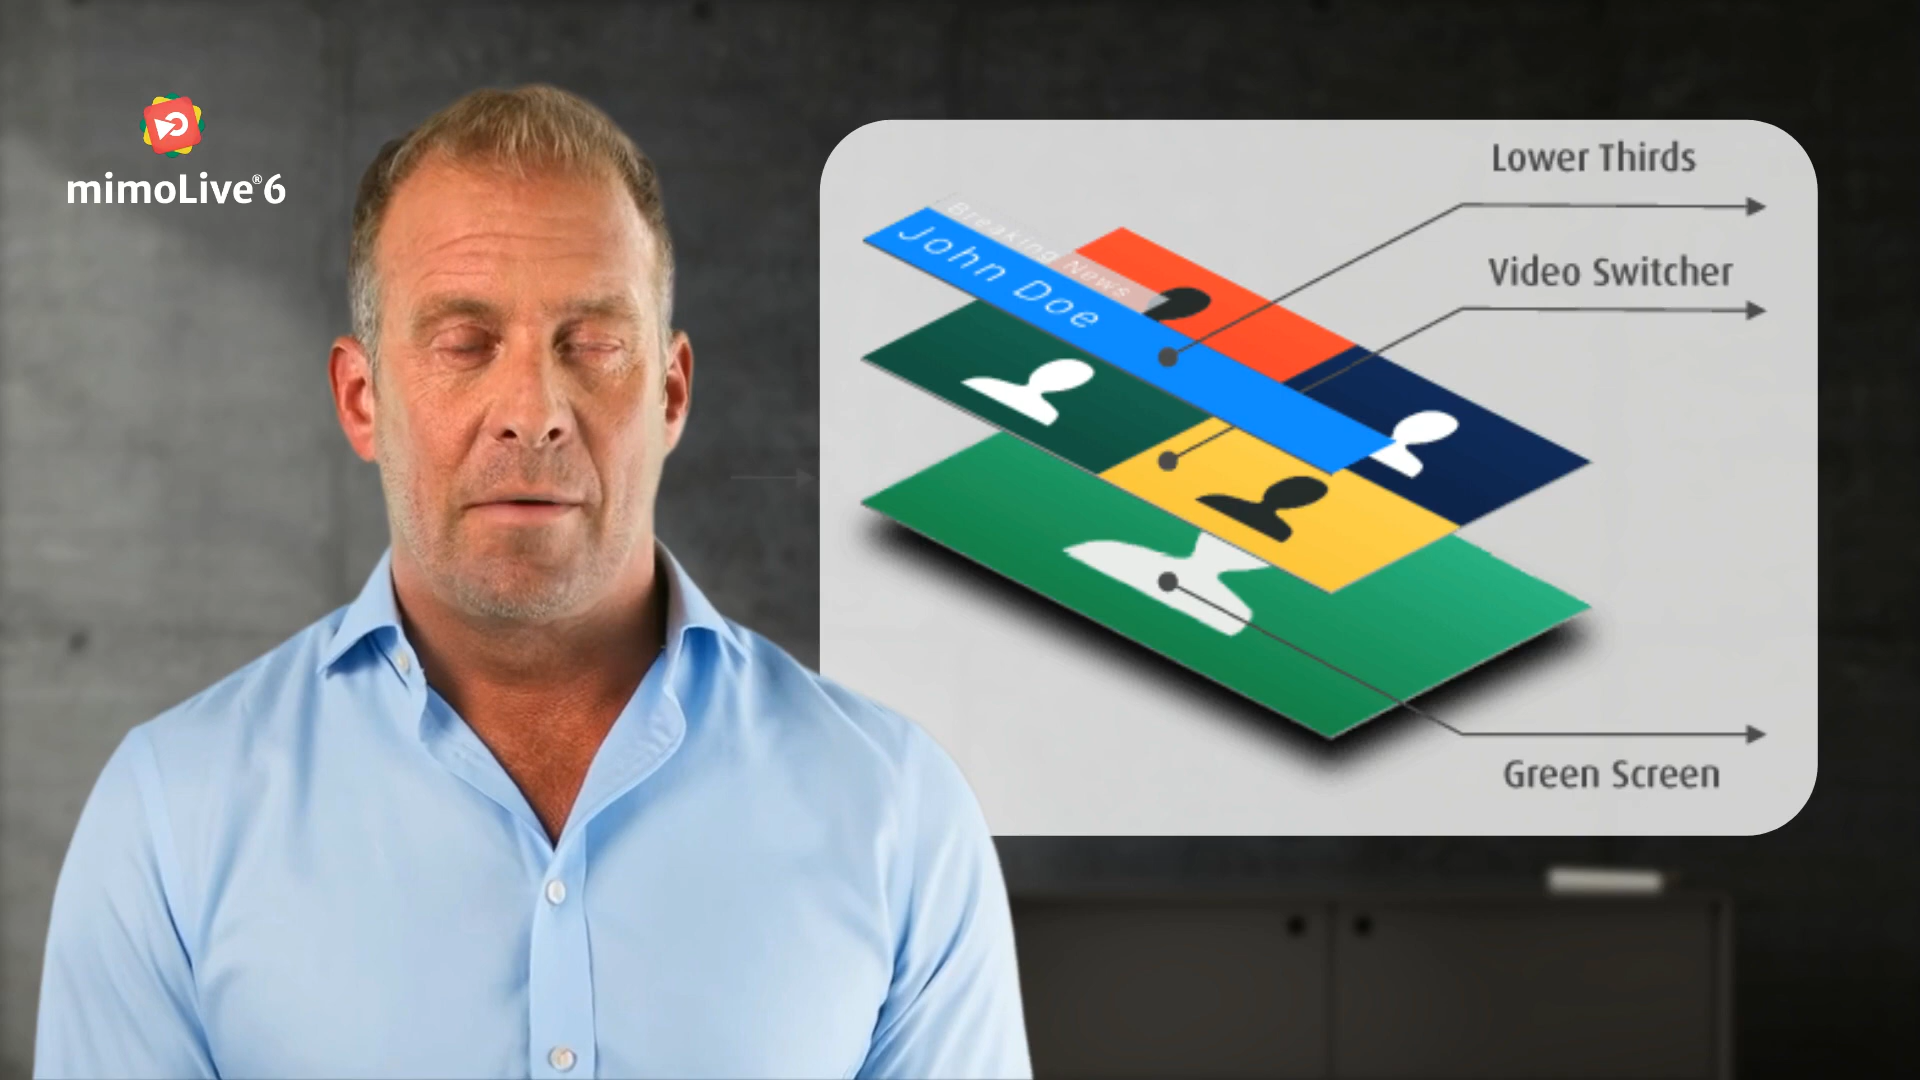 mimoLive®6
Lower Thirds
Video Switcher
Breaking News
John Doe
Green Screen